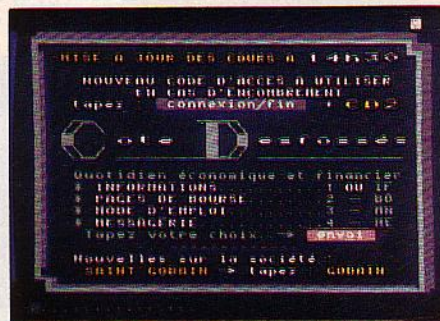 MISE A JOUR DES COURS A 14H30
NOUVEAU CODE D'ACCES A UTILISER
EN CAS D'ENCOMBREMENT
tapez : connexion/fin + CD2
Cote Desfossés
Quotidien économique et financier
* INFORMATIONS.......... 1 OU IF
* PAGES DE BOURSE....... 2 - BO
* MODE D'EMPLOI......... 3 - MN
* MESSAGERIE............ 4 - ME
Tapez votre choix -> envoi
Nouvelles sur la société :
SAINT GOBAIN -> tapez : GOBAIN